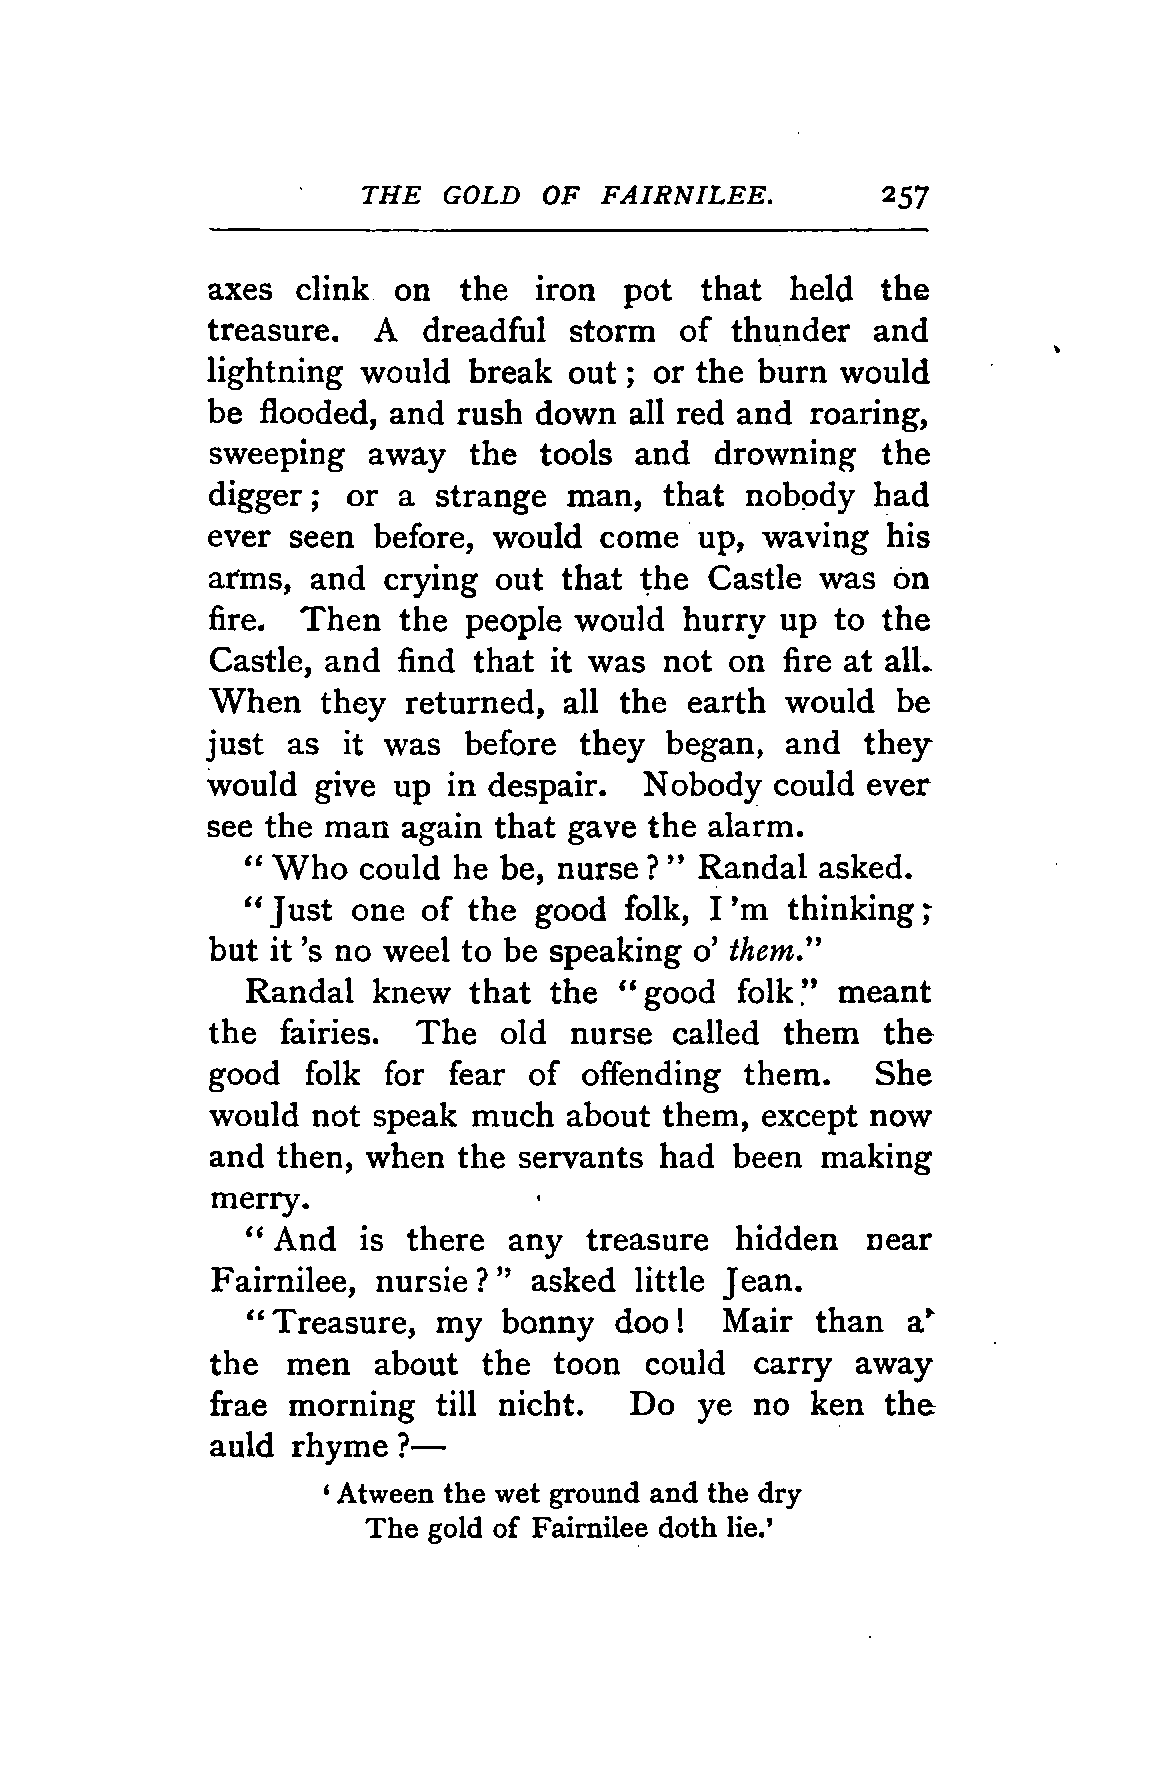 THE GOLD OF FAIRNILEE. 257
axes clink on the iron pot that held the
treasure. A dreadful storm of thunder and
lightning would break out ; or the burn would
be flooded, and rush down all red and roaring,
sweeping away the tools and drowning the
digger ; or a strange man, that nobody had
ever seen before, would come up, waving his
arms, and crying out that the Castle was on
fire. Then the people would hurry up to the
Castle, and find that it was not on fire at all.
When they returned, all the earth would be
just as it was before they began, and they
would give up in despair. Nobody could ever
see the man again that gave the alarm.
“ Who could he be, nurse ? ” Randal asked.
“ Just one of the good folk, I ’m thinking ;
but it ’s no weel to be speaking o’ them.”
Randal knew that the “ good folk ” meant
the fairies. The old nurse called them the
good folk for fear of offending them. She
would not speak much about them, except now
and then, when the servants had been making
merry.
“ And is there any treasure hidden near
Fairnilee, nursie ? ” asked little Jean.
“ Treasure, my bonny doo ! Mair than a’
the men about the toon could carry away
frae morning till nicht. Do ye no ken the
auld rhyme ?—
‘ Atween the wet ground and the dry
The gold of Fairnilee doth lie.’